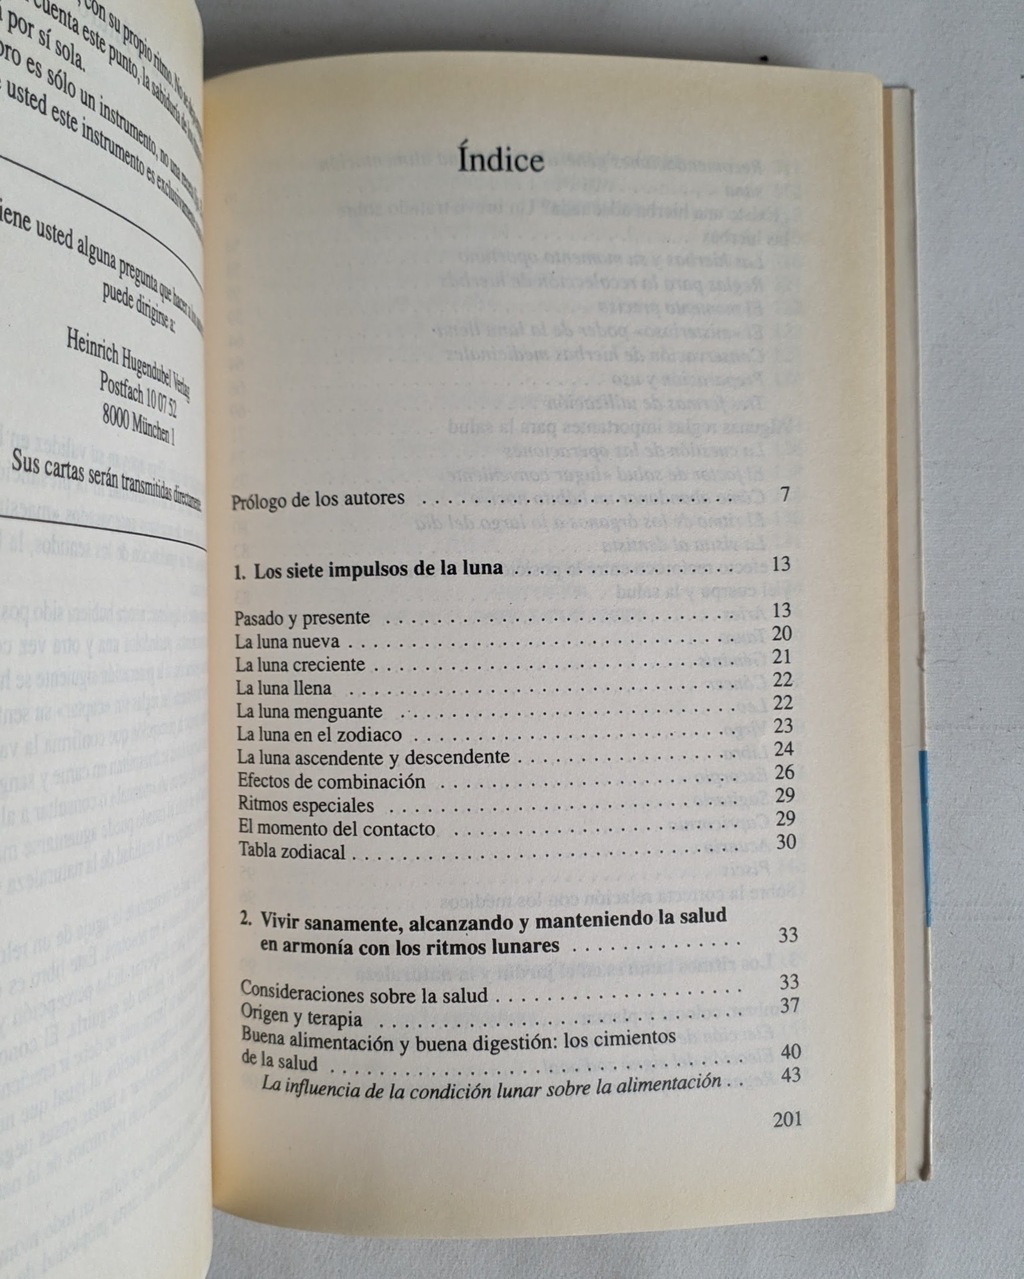 con su propio ritmo. No
cuenta este punto, la sabiduría de
por sí sola.
es sólo un instrumento, no una
usted este instrumento es
usted alguna pregunta que hacer a los
puede dirigirse a:
Heinrich Hugendubel Verlag
Postfach 10 07 52
8000 München 1
Sus cartas serán transmitidas directamente
Índice
Prólogo de los autores . . . . . . . . . . . . . . . . . . . . . 7
1. Los siete impulsos de la luna . . . . . . . . . . . . . . . 13
Pasado y presente . . . . . . . . . . . . . . . . . . . . . . . 13
La luna nueva . . . . . . . . . . . . . . . . . . . . . . . . . 20
La luna creciente . . . . . . . . . . . . . . . . . . . . . . . 21
La luna llena . . . . . . . . . . . . . . . . . . . . . . . . . 22
La luna menguante . . . . . . . . . . . . . . . . . . . . . . 22
La luna en el zodiaco . . . . . . . . . . . . . . . . . . . . . 23
La luna ascendente y descendente . . . . . . . . . . . . . . 24
Efectos de combinación . . . . . . . . . . . . . . . . . . . . 26
Ritmos especiales . . . . . . . . . . . . . . . . . . . . . . . 29
El momento del contacto . . . . . . . . . . . . . . . . . . . 29
Tabla zodiacal . . . . . . . . . . . . . . . . . . . . . . . . . 30
2. Vivir sanamente, alcanzando y manteniendo la salud
en armonía con los ritmos lunares . . . . . . . . . . . . 33
Consideraciones sobre la salud . . . . . . . . . . . . . . . . 33
Origen y terapia . . . . . . . . . . . . . . . . . . . . . . . . 37
Buena alimentación y buena digestión: los cimientos
de la salud . . . . . . . . . . . . . . . . . . . . . . . . . . . 40
La influencia de la condición lunar sobre la alimentación . . 43
201